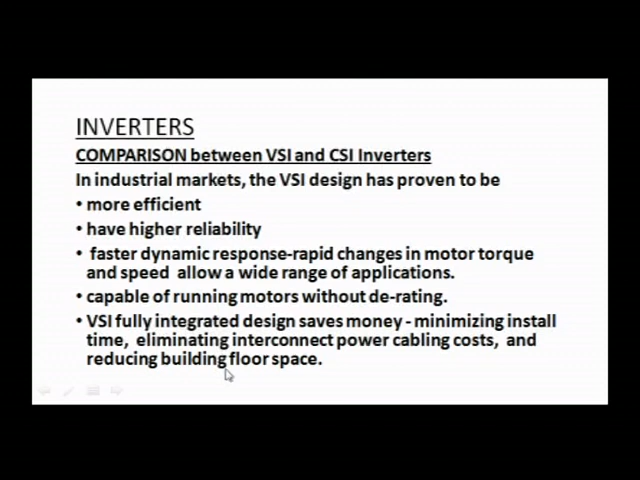 INVERTERS
COMPARISON between VSI and CSI Inverters
In industrial markets, the VSI design has proven to be
• more efficient
• have higher reliability
• faster dynamic response-rapid changes in motor torque
and speed allow a wide range of applications.
• capable of running motors without de-rating.
• VSI fully integrated design saves money - minimizing install
time, eliminating interconnect power cabling costs, and
reducing building floor space.